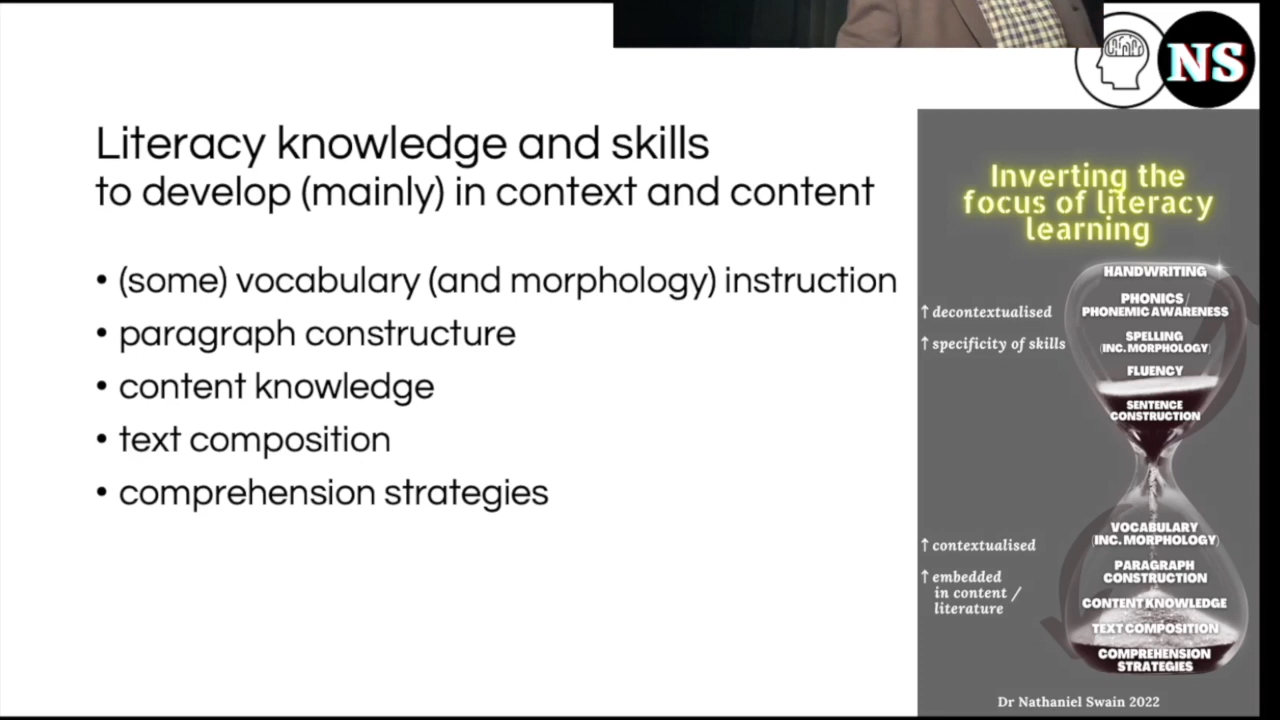 NS
Literacy knowledge and skills
to develop (mainly) in context and content
• (some) vocabulary (and morphology) instruction
• paragraph constructure
• content knowledge
• text composition
• comprehension strategies
Inverting the
focus of literacy
learning
HANDWRITING
PHONICS/
PHONEMIC AWARENESS
↑ decontextualised
SPELLING
(INC. MORPHOLOGY)
↑ specificity of skills
FLUENCY
SENTENCE
CONSTRUCTION
VOCABULARY
(INC. MORPHOLOGY)
↑ contextualised
PARAGRAPH
CONSTRUCTION
↑ embedded
in content /
literature
CONTENT KNOWLEDGE
TEXT COMPOSITION
COMPREHENSION
STRATEGIES
Dr Nathaniel Swain 2022